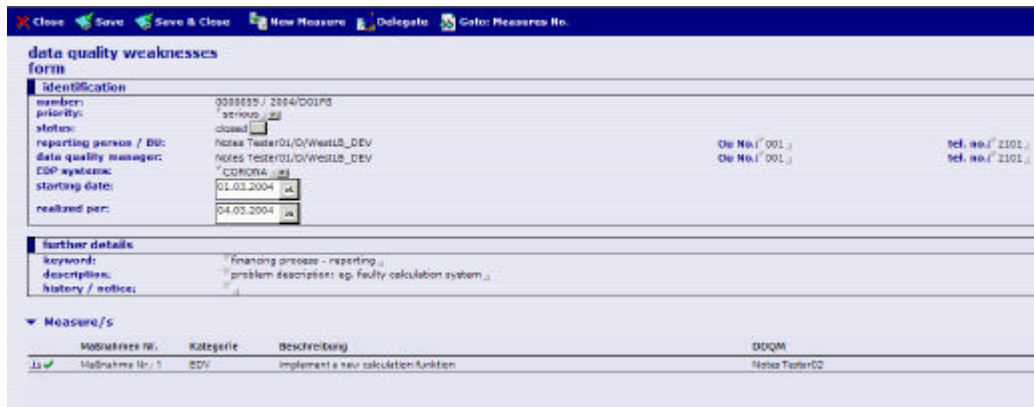 Close Save Save & Close New Measure Delegate Goto: Measures No.
data quality weaknesses
form
identification
number: 0000055 / 2004/D01PS
priority: serious
status: closed
reporting person / OU: Notes Tester01/D/WestLB_DEV Ou No. 001 tel. no. 2101
data quality manager: Notes Tester01/D/WestLB_DEV Ou No. 001 tel. no. 2101
EDP systems: CORONA
starting date: 01.03.2004
realized per: 04.03.2004
further details
keyword: financing process - reporting
description: problem description: eg. faulty calculation system
history / notice:
Measure/s
Maßnahmen Nr. Kategorie Beschreibung DDQM
Maßnahme Nr.: 1 EDV implement a new calculation funktion Notes Tester02